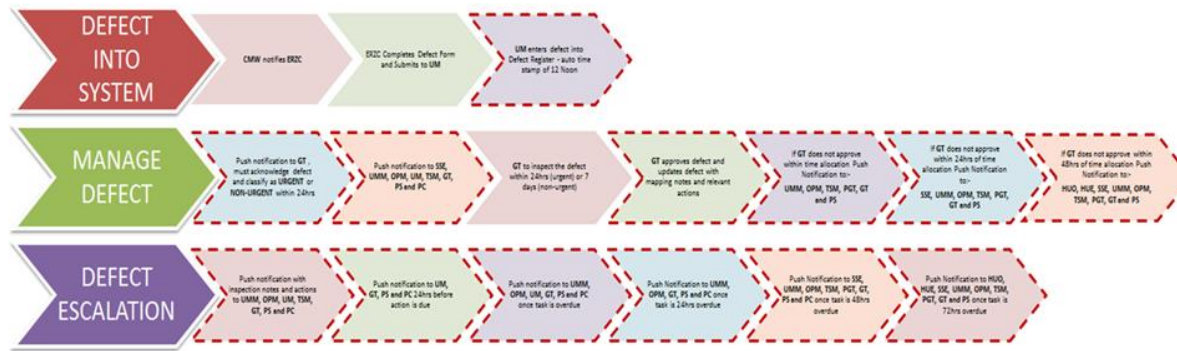 DEFECT
INTO
SYSTEM
CMW notifies ERZC
ERZC Completes Defect Form
and Submits to UM
UM enters defect into
Defect Register - auto time
stamp of 12 Noon
MANAGE
DEFECT
Push notification to GT ,
must acknowledge defect
and classify as URGENT or
NON-URGENT within 24hrs
Push notification to SSE,
UMM, OPM, UM, TSM, GT,
PS and PC
GT to inspect the defect
within 24hrs (urgent) or 7
days (non-urgent)
GT approves defect and
updates defect with
mapping notes and relevant
actions
If GT does not approve
within time allocation Push
Notification to:-
UMM, OPM, TSM, PGT, GT
and PS
If GT does not approve
within 24hrs of time
allocation Push
Notification to:-
SSE, UMM, OPM, TSM, PGT,
GT and PS
If GT does not approve within
48hrs of time allocation Push
Notification to:-
HUO, HUE, SSE, UMM, OPM,
TSM, PGT, GT and PS
DEFECT
ESCALATION
Push notification with
inspection notes and actions
to UMM, OPM, UM, TSM,
GT, PS and PC
Push notification to UM,
GT, PS and PC 24hrs before
action is due
Push notification to UMM,
OPM, UM, GT, PS and PC
once task is overdue
Push Notification to UMM,
OPM, GT, PS and PC once
task is 24hrs overdue
Push Notification to SSE,
UMM, OPM, TSM, PGT, GT,
PS and PC once task is 48hrs
overdue
Push Notification to HUO,
HUE, SSE, UMM, OPM, TSM,
PGT, GT and PS once task is
72hrs overdue